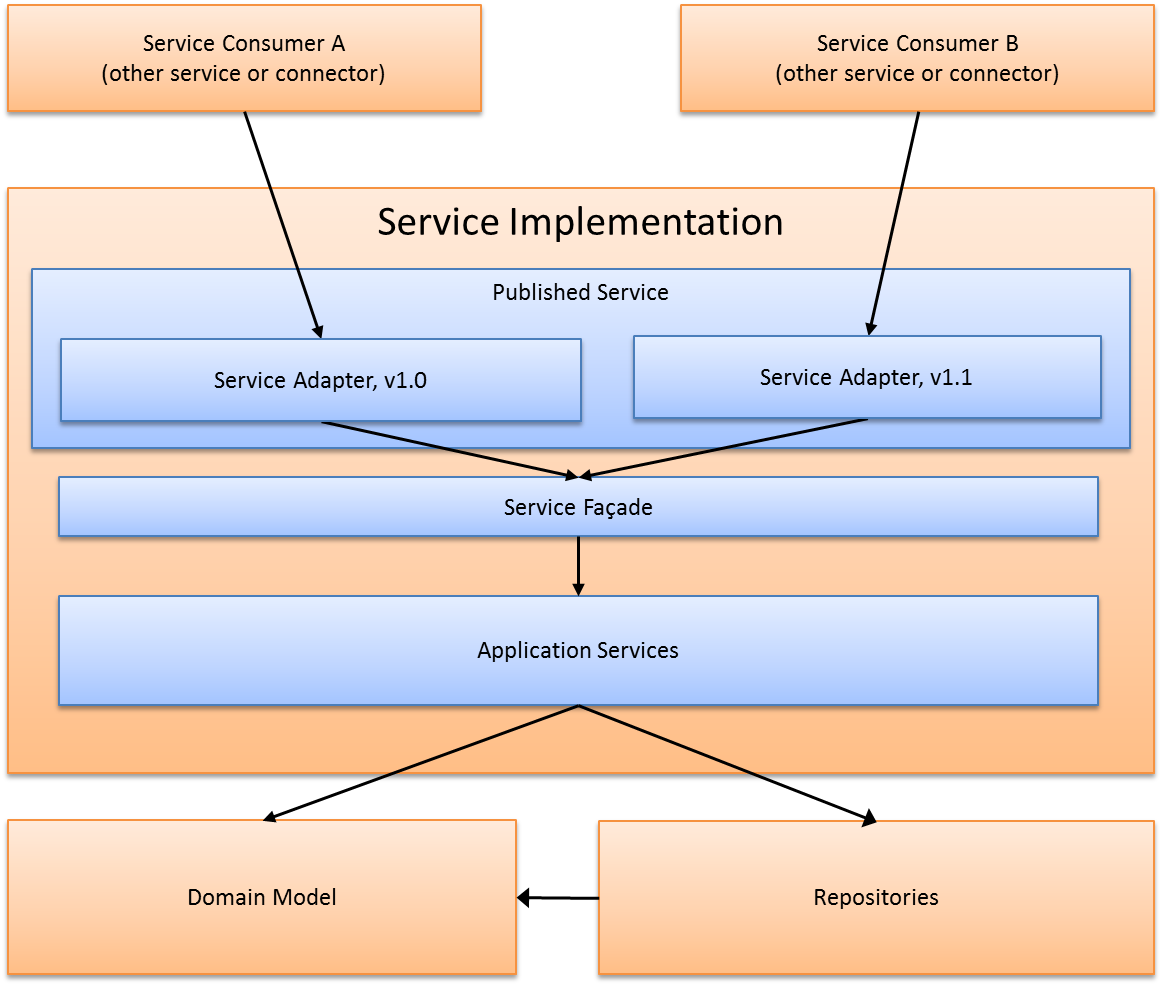 Service Consumer A
(other service or connector)
Service Consumer B
(other service or connector)
Service Implementation
Published Service
Service Adapter, v1.0
Service Adapter, v1.1
Service Façade
Application Services
Domain Model
Repositories